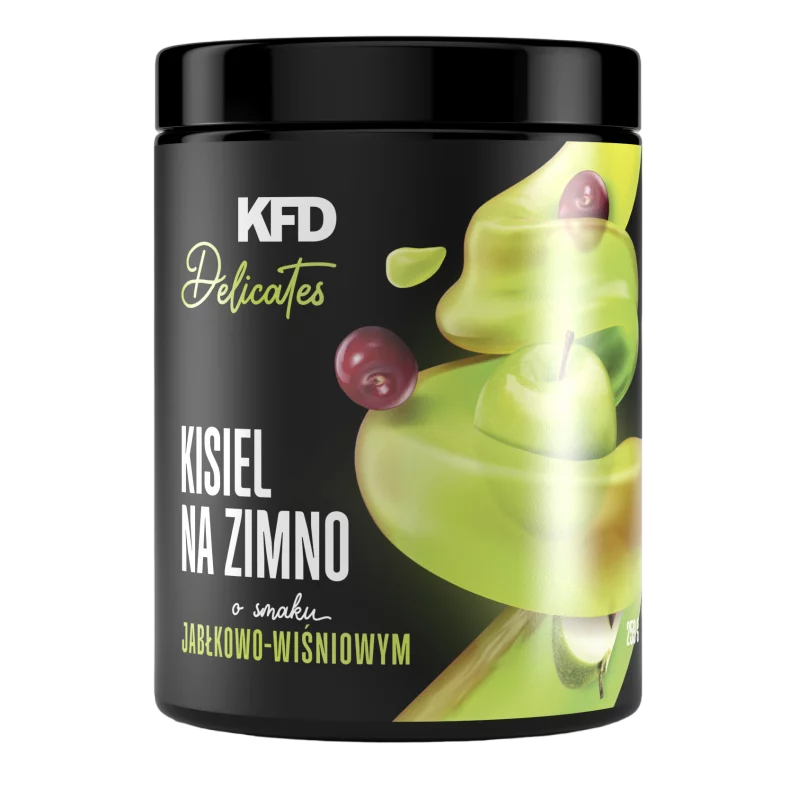 KFD
Delicates
KISIEL
NA ZIMNO
o smaku
JABŁKOWO-WIŚNIOWYM